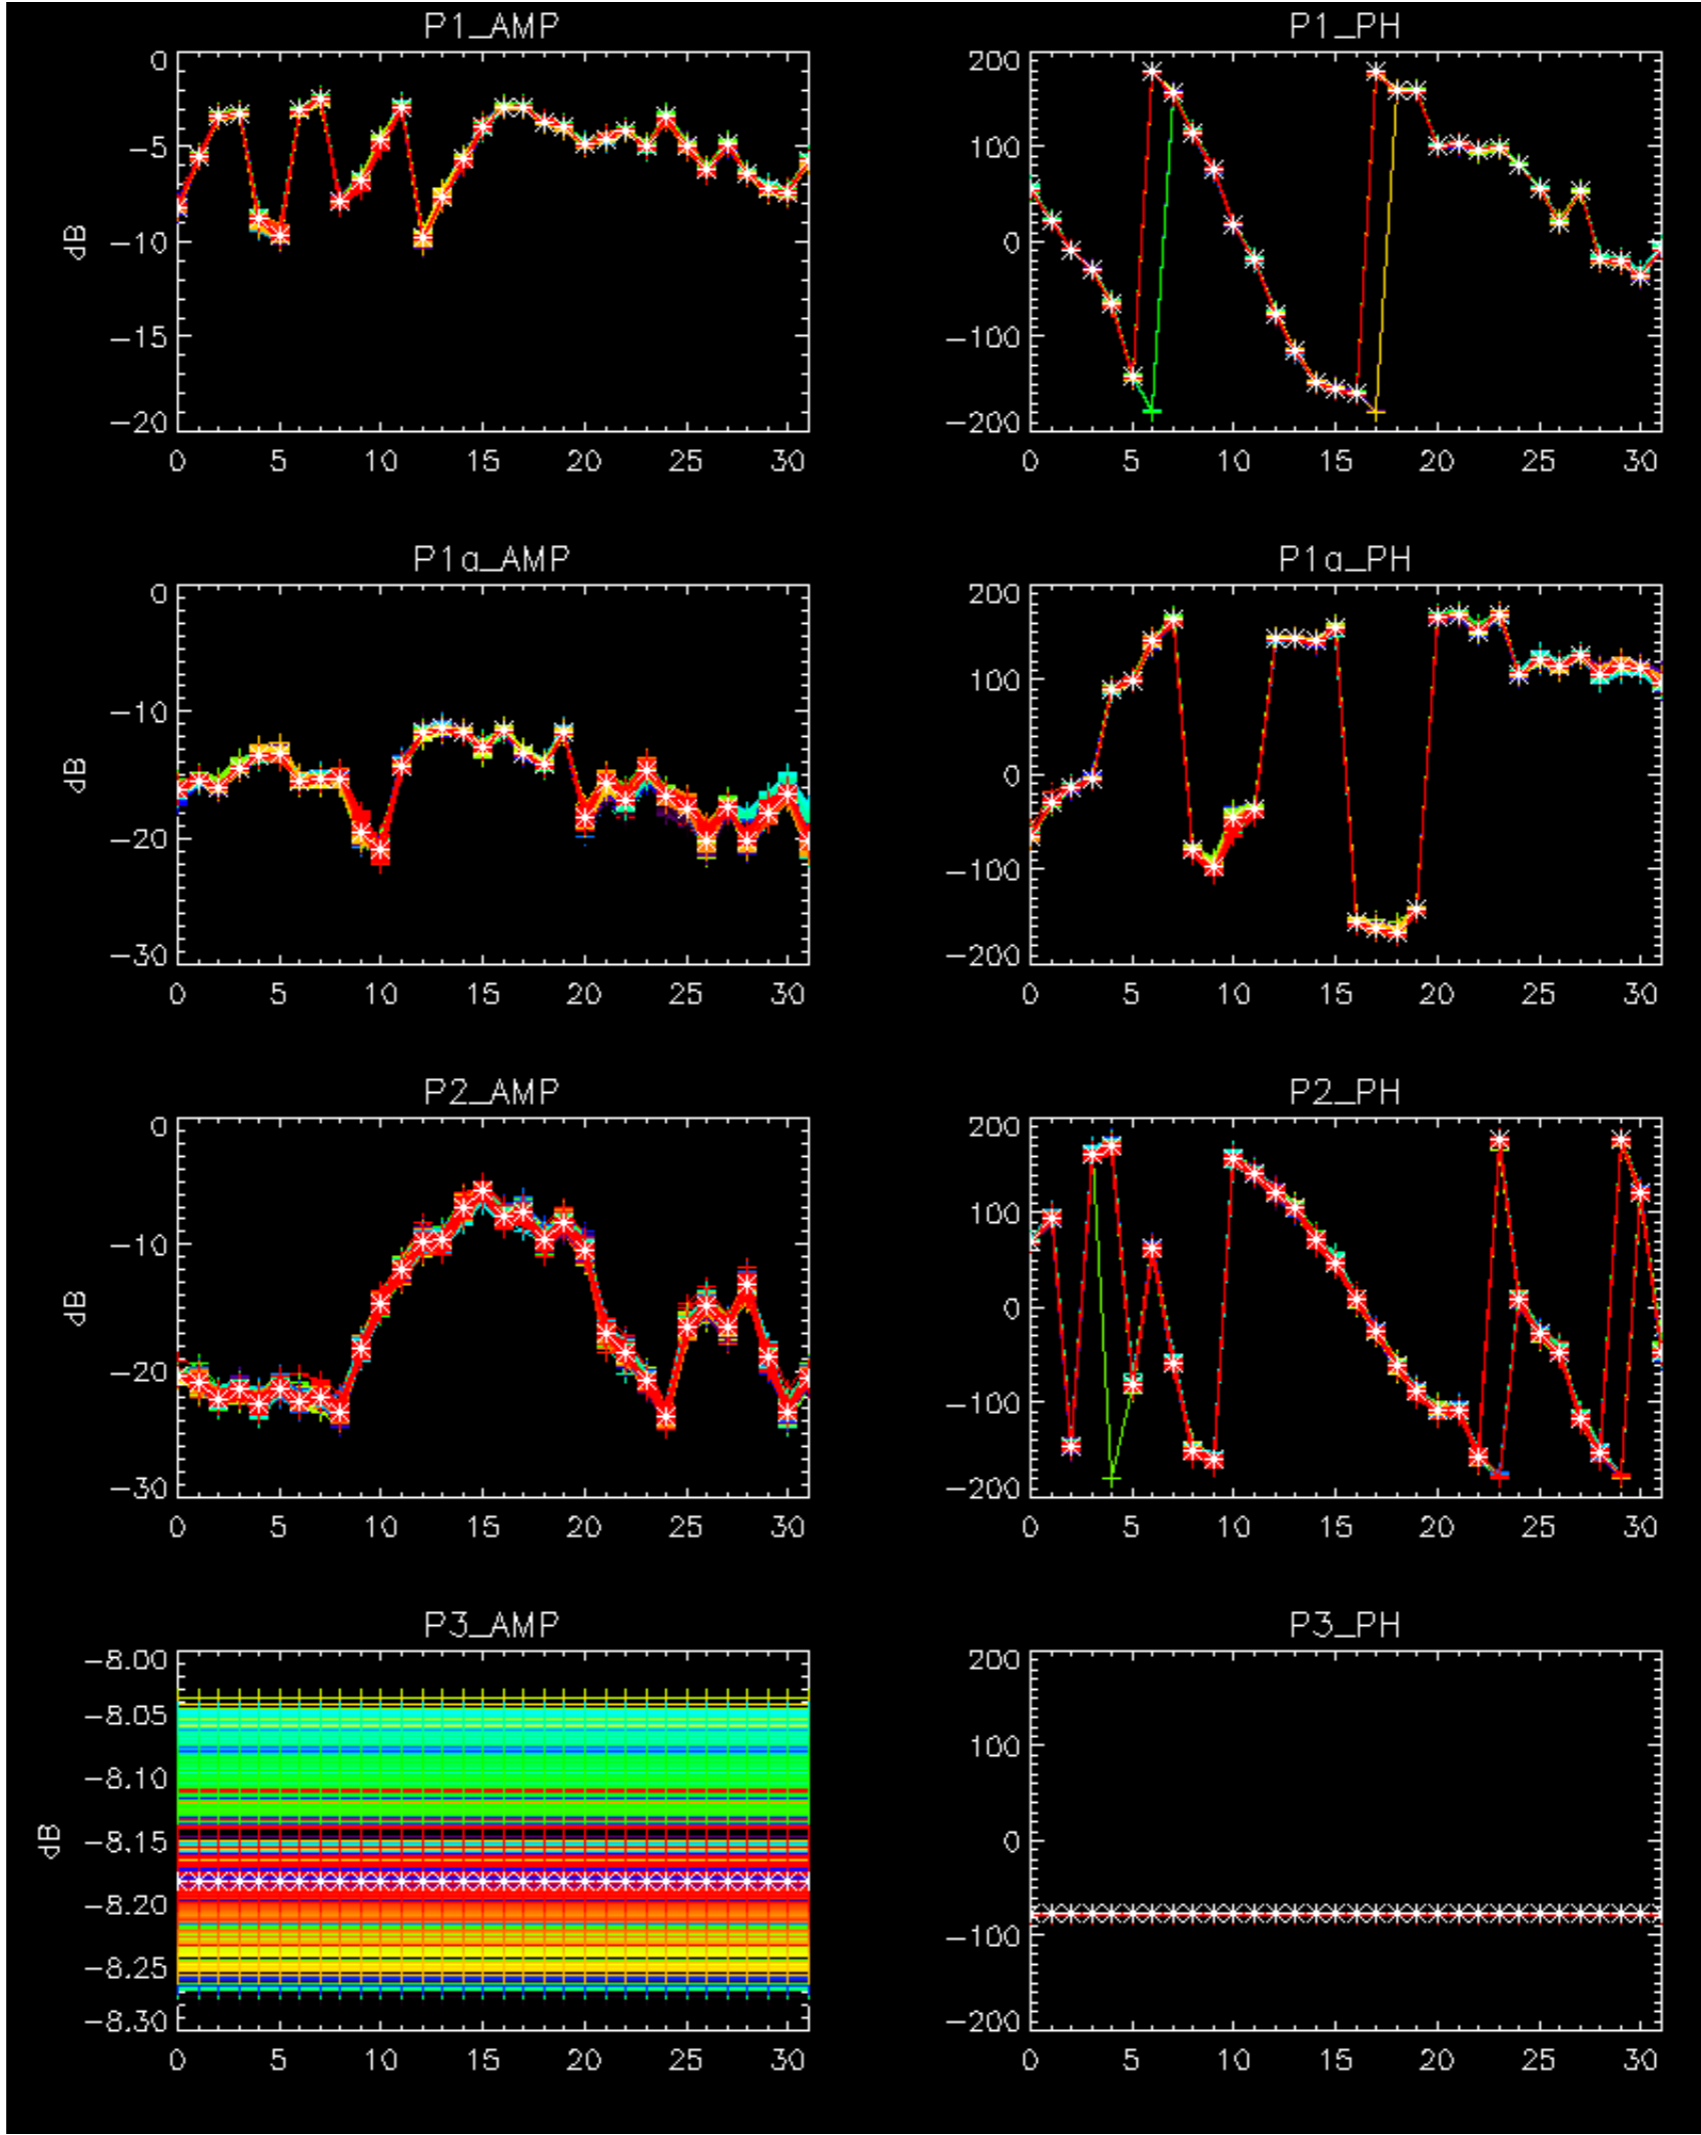 P1_AMP P1_PH
0 200
-5 100
dB -10 0
-15 -100
-20 -200
0 5 10 15 20 25 30 0 5 10 15 20 25 30
P1a_AMP P1a_PH
0 200
-10 100
dB 0
-20 -100
-30 -200
0 5 10 15 20 25 30 0 5 10 15 20 25 30
P2_AMP P2_PH
0 200
-10 100
dB 0
-20 -100
-30 -200
0 5 10 15 20 25 30 0 5 10 15 20 25 30
P3_AMP P3_PH
-8.00 200
-8.05
-8.10 100
dB -8.15 0
-8.20
-8.25 -100
-8.30 -200
0 5 10 15 20 25 30 0 5 10 15 20 25 30